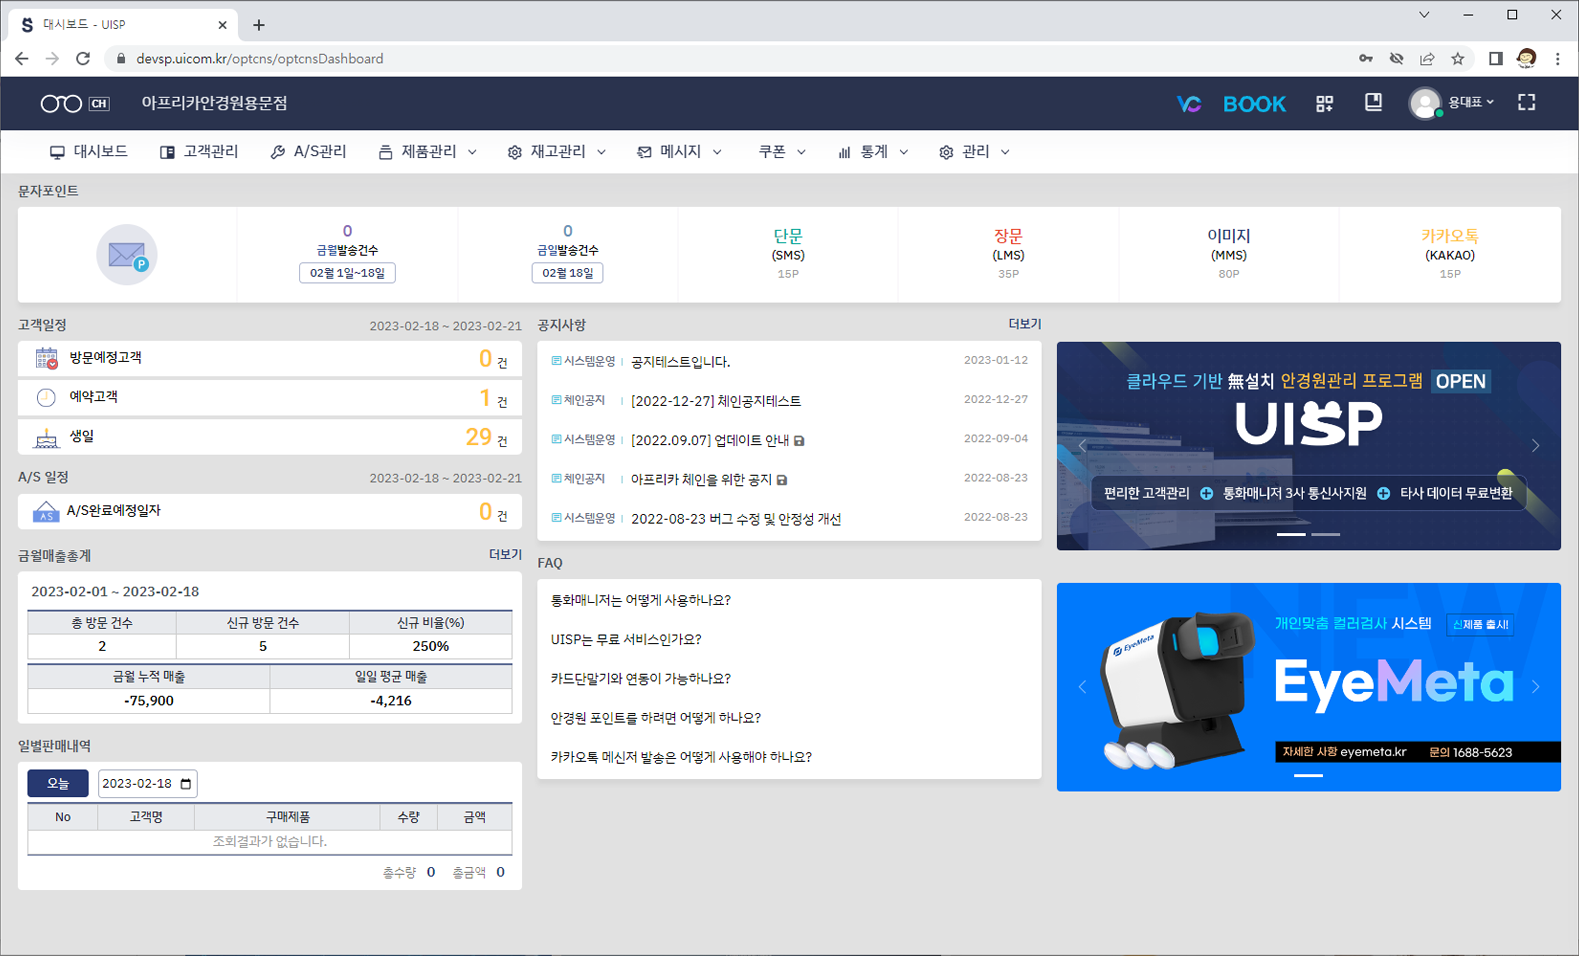 대시보드 - UISP
devsp.uicom.kr/optcns/optcnsDashboard
CH 아프리카안경원용문점 VC BOOK 용대표
대시보드 고객관리 A/S관리 제품관리 재고관리 메시지 쿠폰 통계 관리
문자포인트
P
0
금월발송건수
02월 1일~18일
0
금일발송건수
02월 18일
단문
(SMS)
15P
장문
(LMS)
35P
이미지
(MMS)
80P
카카오톡
(KAKAO)
15P
고객일정 2023-02-18 ~ 2023-02-21
방문예정고객 0 건
예약고객 1 건
생일 29 건
A/S 일정 2023-02-18 ~ 2023-02-21
AS A/S완료예정일자 0 건
금월매출총계 더보기
2023-02-01 ~ 2023-02-18
총 방문 건수 신규 방문 건수 신규 비율(%)
2 5 250%
금월 누적 매출 일일 평균 매출
-75,900 -4,216
일별판매내역
오늘 2023-02-18
No 고객명 구매제품 수량 금액
조회결과가 없습니다.
총수량 0 총금액 0
공지사항 더보기
시스템운영 공지테스트입니다. 2023-01-12
체인공지 [2022-12-27] 체인공지테스트 2022-12-27
시스템운영 [2022.09.07] 업데이트 안내 2022-09-04
체인공지 아프리카 체인을 위한 공지 2022-08-23
시스템운영 2022-08-23 버그 수정 및 안정성 개선 2022-08-23
FAQ
통화매니저는 어떻게 사용하나요?
UISP는 무료 서비스인가요?
카드단말기와 연동이 가능하나요?
안경원 포인트를 하려면 어떻게 하나요?
카카오톡 메신저 발송은 어떻게 사용해야 하나요?
클라우드 기반 無설치 안경원관리 프로그램 OPEN
UISP
편리한 고객관리 통화매니저 3사 통신사지원 타사 데이터 무료변환
NEW
개인맞춤 컬러검사 시스템 신제품 출시!
EyeMeta
EyeMeta
자세한 사항 eyemeta.kr 문의 1688-5623